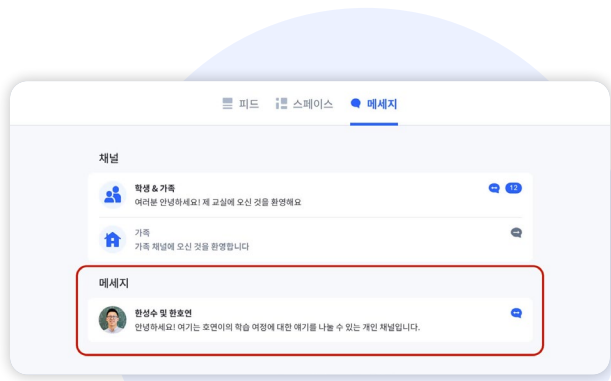 피드 스페이스 메세지
채널
학생 & 가족
12
여러분 안녕하세요! 제 교실에 오신 것을 환영해요
가족
가족 채널에 오신 것을 환영합니다
메세지
한성수 및 한호연
안녕하세요! 여기는 호연이의 학습 여정에 대한 얘기를 나눌 수 있는 개인 채널입니다.